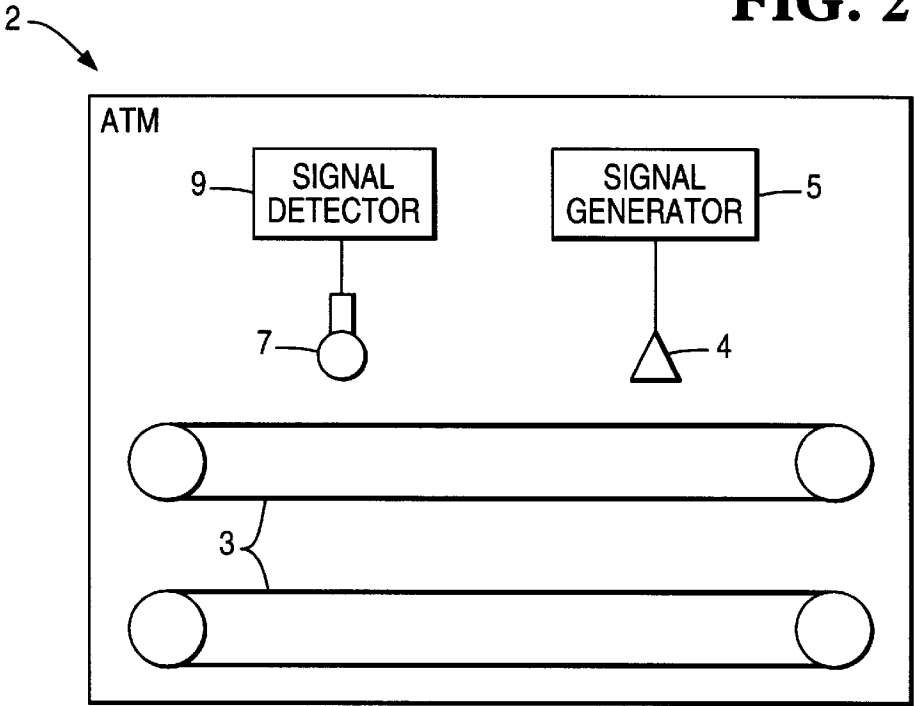 FIG. 2
2
ATM
9
SIGNAL
DETECTOR
SIGNAL
GENERATOR
5
7
4
3